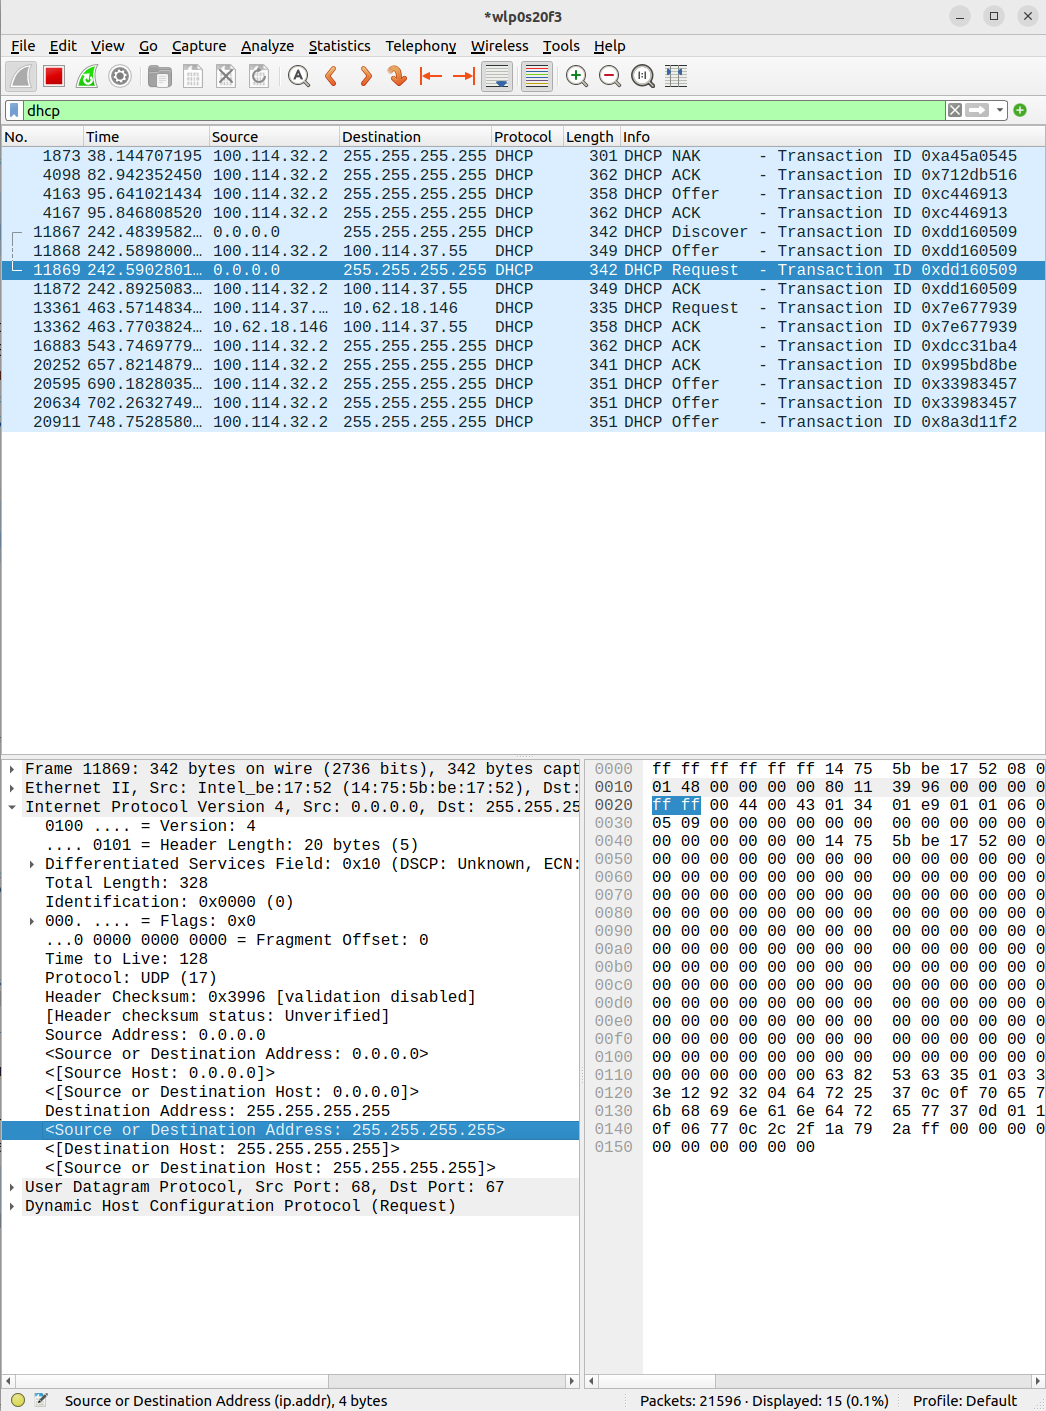 *wlp0s20f3
File Edit View Go Capture Analyze Statistics Telephony Wireless Tools Help
dhcp
No. Time Source Destination Protocol Length Info
1873 38.144707195 100.114.32.2 255.255.255.255 DHCP 301 DHCP NAK - Transaction ID 0xa45a0545
4098 82.942352450 100.114.32.2 255.255.255.255 DHCP 362 DHCP ACK - Transaction ID 0x712db516
4163 95.641021434 100.114.32.2 255.255.255.255 DHCP 358 DHCP Offer - Transaction ID 0xc446913
4167 95.846808520 100.114.32.2 255.255.255.255 DHCP 362 DHCP ACK - Transaction ID 0xc446913
11867 242.4839582… 0.0.0.0 255.255.255.255 DHCP 342 DHCP Discover - Transaction ID 0xdd160509
11868 242.5898000… 100.114.32.2 100.114.37.55 DHCP 349 DHCP Offer - Transaction ID 0xdd160509
11869 242.5902801… 0.0.0.0 255.255.255.255 DHCP 342 DHCP Request - Transaction ID 0xdd160509
11872 242.8925083… 100.114.32.2 100.114.37.55 DHCP 349 DHCP ACK - Transaction ID 0xdd160509
13361 463.5714834… 100.114.37.… 10.62.18.146 DHCP 335 DHCP Request - Transaction ID 0x7e677939
13362 463.7703824… 10.62.18.146 100.114.37.55 DHCP 358 DHCP ACK - Transaction ID 0x7e677939
16883 543.7469779… 100.114.32.2 255.255.255.255 DHCP 362 DHCP ACK - Transaction ID 0xdcc31ba4
20252 657.8214879… 100.114.32.2 255.255.255.255 DHCP 341 DHCP ACK - Transaction ID 0x995bd8be
20595 690.1828035… 100.114.32.2 255.255.255.255 DHCP 351 DHCP Offer - Transaction ID 0x33983457
20634 702.2632749… 100.114.32.2 255.255.255.255 DHCP 351 DHCP Offer - Transaction ID 0x33983457
20911 748.7528580… 100.114.32.2 255.255.255.255 DHCP 351 DHCP Offer - Transaction ID 0x8a3d11f2
Frame 11869: 342 bytes on wire (2736 bits), 342 bytes capt
Ethernet II, Src: Intel_be:17:52 (14:75:5b:be:17:52), Dst:
Internet Protocol Version 4, Src: 0.0.0.0, Dst: 255.255.25
0100 .... = Version: 4
.... 0101 = Header Length: 20 bytes (5)
Differentiated Services Field: 0x10 (DSCP: Unknown, ECN:
Total Length: 328
Identification: 0x0000 (0)
000. .... = Flags: 0x0
...0 0000 0000 0000 = Fragment Offset: 0
Time to Live: 128
Protocol: UDP (17)
Header Checksum: 0x3996 [validation disabled]
[Header checksum status: Unverified]
Source Address: 0.0.0.0
<Source or Destination Address: 0.0.0.0>
<[Source Host: 0.0.0.0]>
<[Source or Destination Host: 0.0.0.0]>
Destination Address: 255.255.255.255
<Source or Destination Address: 255.255.255.255>
<[Destination Host: 255.255.255.255]>
<[Source or Destination Host: 255.255.255.255]>
User Datagram Protocol, Src Port: 68, Dst Port: 67
Dynamic Host Configuration Protocol (Request)
0000 ff ff ff ff ff ff 14 75 5b be 17 52 08 0
0010 01 48 00 00 00 00 80 11 39 96 00 00 00 0
0020 ff ff 00 44 00 43 01 34 01 e9 01 01 06 0
0030 05 09 00 00 00 00 00 00 00 00 00 00 00 0
0040 00 00 00 00 00 00 14 75 5b be 17 52 00 0
0050 00 00 00 00 00 00 00 00 00 00 00 00 00 0
0060 00 00 00 00 00 00 00 00 00 00 00 00 00 0
0070 00 00 00 00 00 00 00 00 00 00 00 00 00 0
0080 00 00 00 00 00 00 00 00 00 00 00 00 00 0
0090 00 00 00 00 00 00 00 00 00 00 00 00 00 0
00a0 00 00 00 00 00 00 00 00 00 00 00 00 00 0
00b0 00 00 00 00 00 00 00 00 00 00 00 00 00 0
00c0 00 00 00 00 00 00 00 00 00 00 00 00 00 0
00d0 00 00 00 00 00 00 00 00 00 00 00 00 00 0
00e0 00 00 00 00 00 00 00 00 00 00 00 00 00 0
00f0 00 00 00 00 00 00 00 00 00 00 00 00 00 0
0100 00 00 00 00 00 00 00 00 00 00 00 00 00 0
0110 00 00 00 00 00 00 63 82 53 63 35 01 03 3
0120 3e 12 92 32 04 64 72 25 37 0c 0f 70 65 7
0130 6b 68 69 6e 61 6e 64 72 65 77 37 0d 01 1
0140 0f 06 77 0c 2c 2f 1a 79 2a ff 00 00 00 0
0150 00 00 00 00 00 00
Source or Destination Address (ip.addr), 4 bytes
Packets: 21596 · Displayed: 15 (0.1%)
Profile: Default